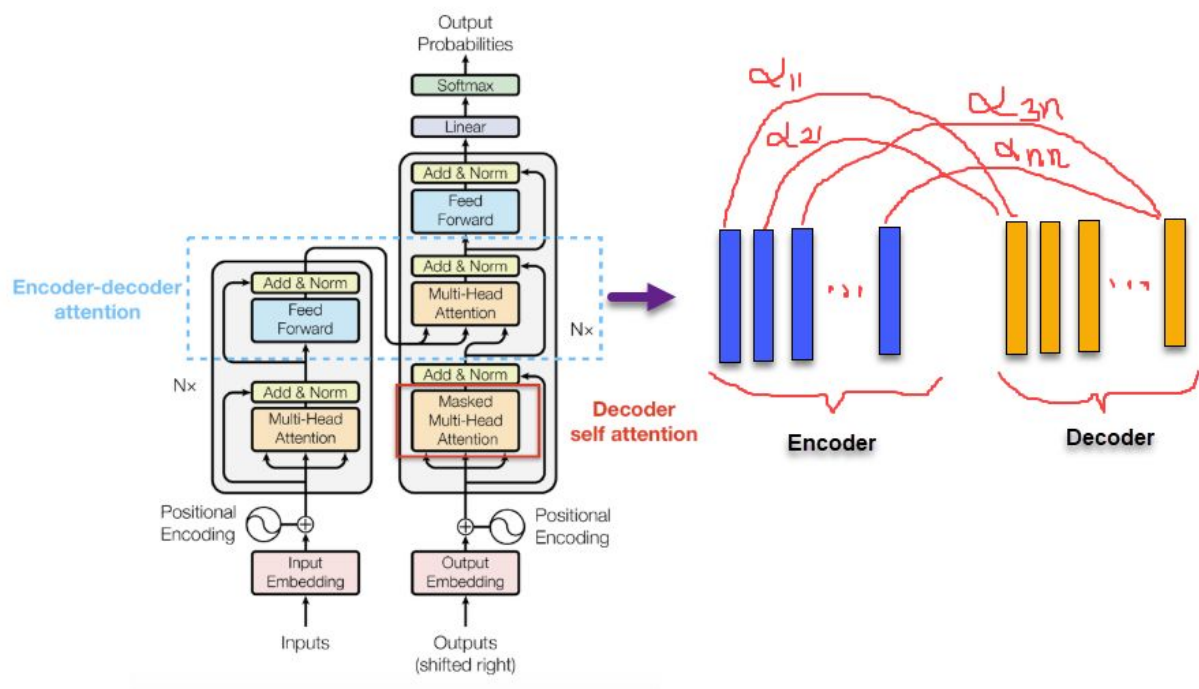 Output
Probabilities
Softmax
Linear
Add & Norm
Feed
Forward
Add & Norm
Multi-Head
Attention
Nx
Add & Norm
Masked
Multi-Head
Attention
Decoder
self attention
Encoder-decoder
attention
Add & Norm
Feed
Forward
Nx
Add & Norm
Multi-Head
Attention
Positional
Encoding
Positional
Encoding
Input
Embedding
Output
Embedding
Inputs
Outputs
(shifted right)
α11
α21
α3n
αnn
...
...
Encoder
Decoder